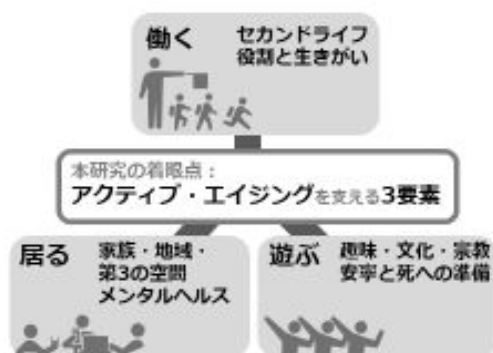 働く
セカンドライフ
役割と生きがい
本研究の着眼点：
アクティブ・エイジングを支える3要素
居る
家族・地域・
第3の空間
メンタルヘルス
遊ぶ
趣味・文化・宗教
安寧と死への準備